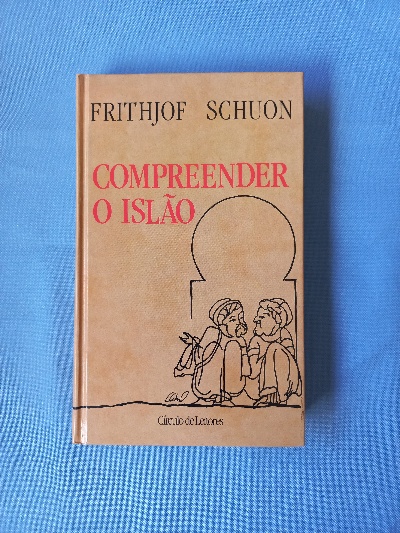 FRITHJOF SCHUON
COMPREENDER
O ISLÃO
Círculo de Leitores